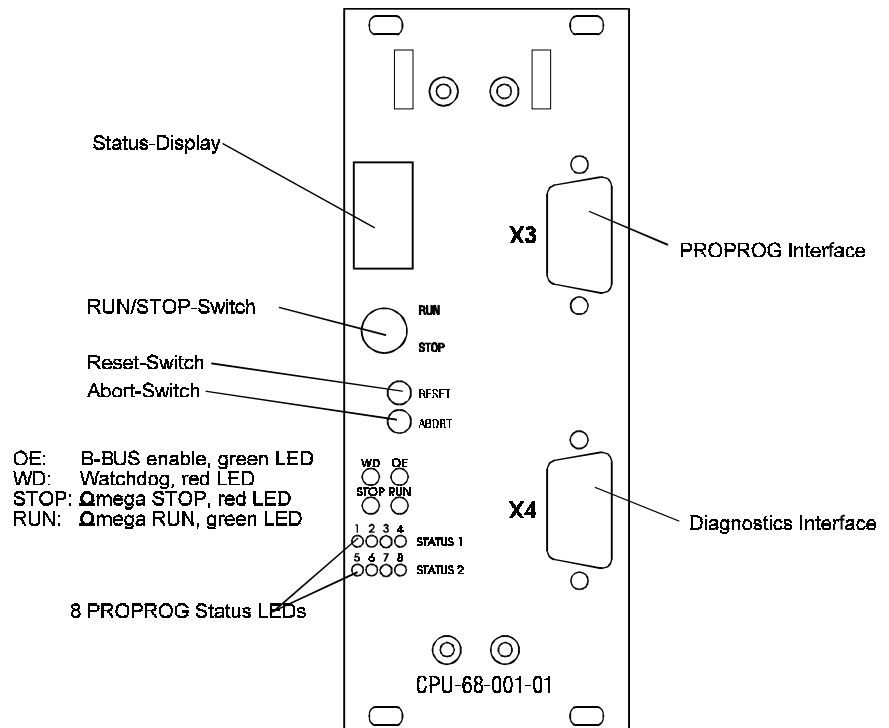 Status-Display
X3
PROPROG Interface
RUN/STOP-Switch
RUN
STOP
Reset-Switch
RESET
Abort-Switch
ABORT
OE: B-BUS enable, green LED
WD: Watchdog, red LED
STOP: Ωmega STOP, red LED
RUN: Ωmega RUN, green LED
WD OE
STOP RUN
X4
Diagnostics Interface
1 2 3 4 STATUS 1
5 6 7 8 STATUS 2
8 PROPROG Status LEDs
CPU-68-001-01